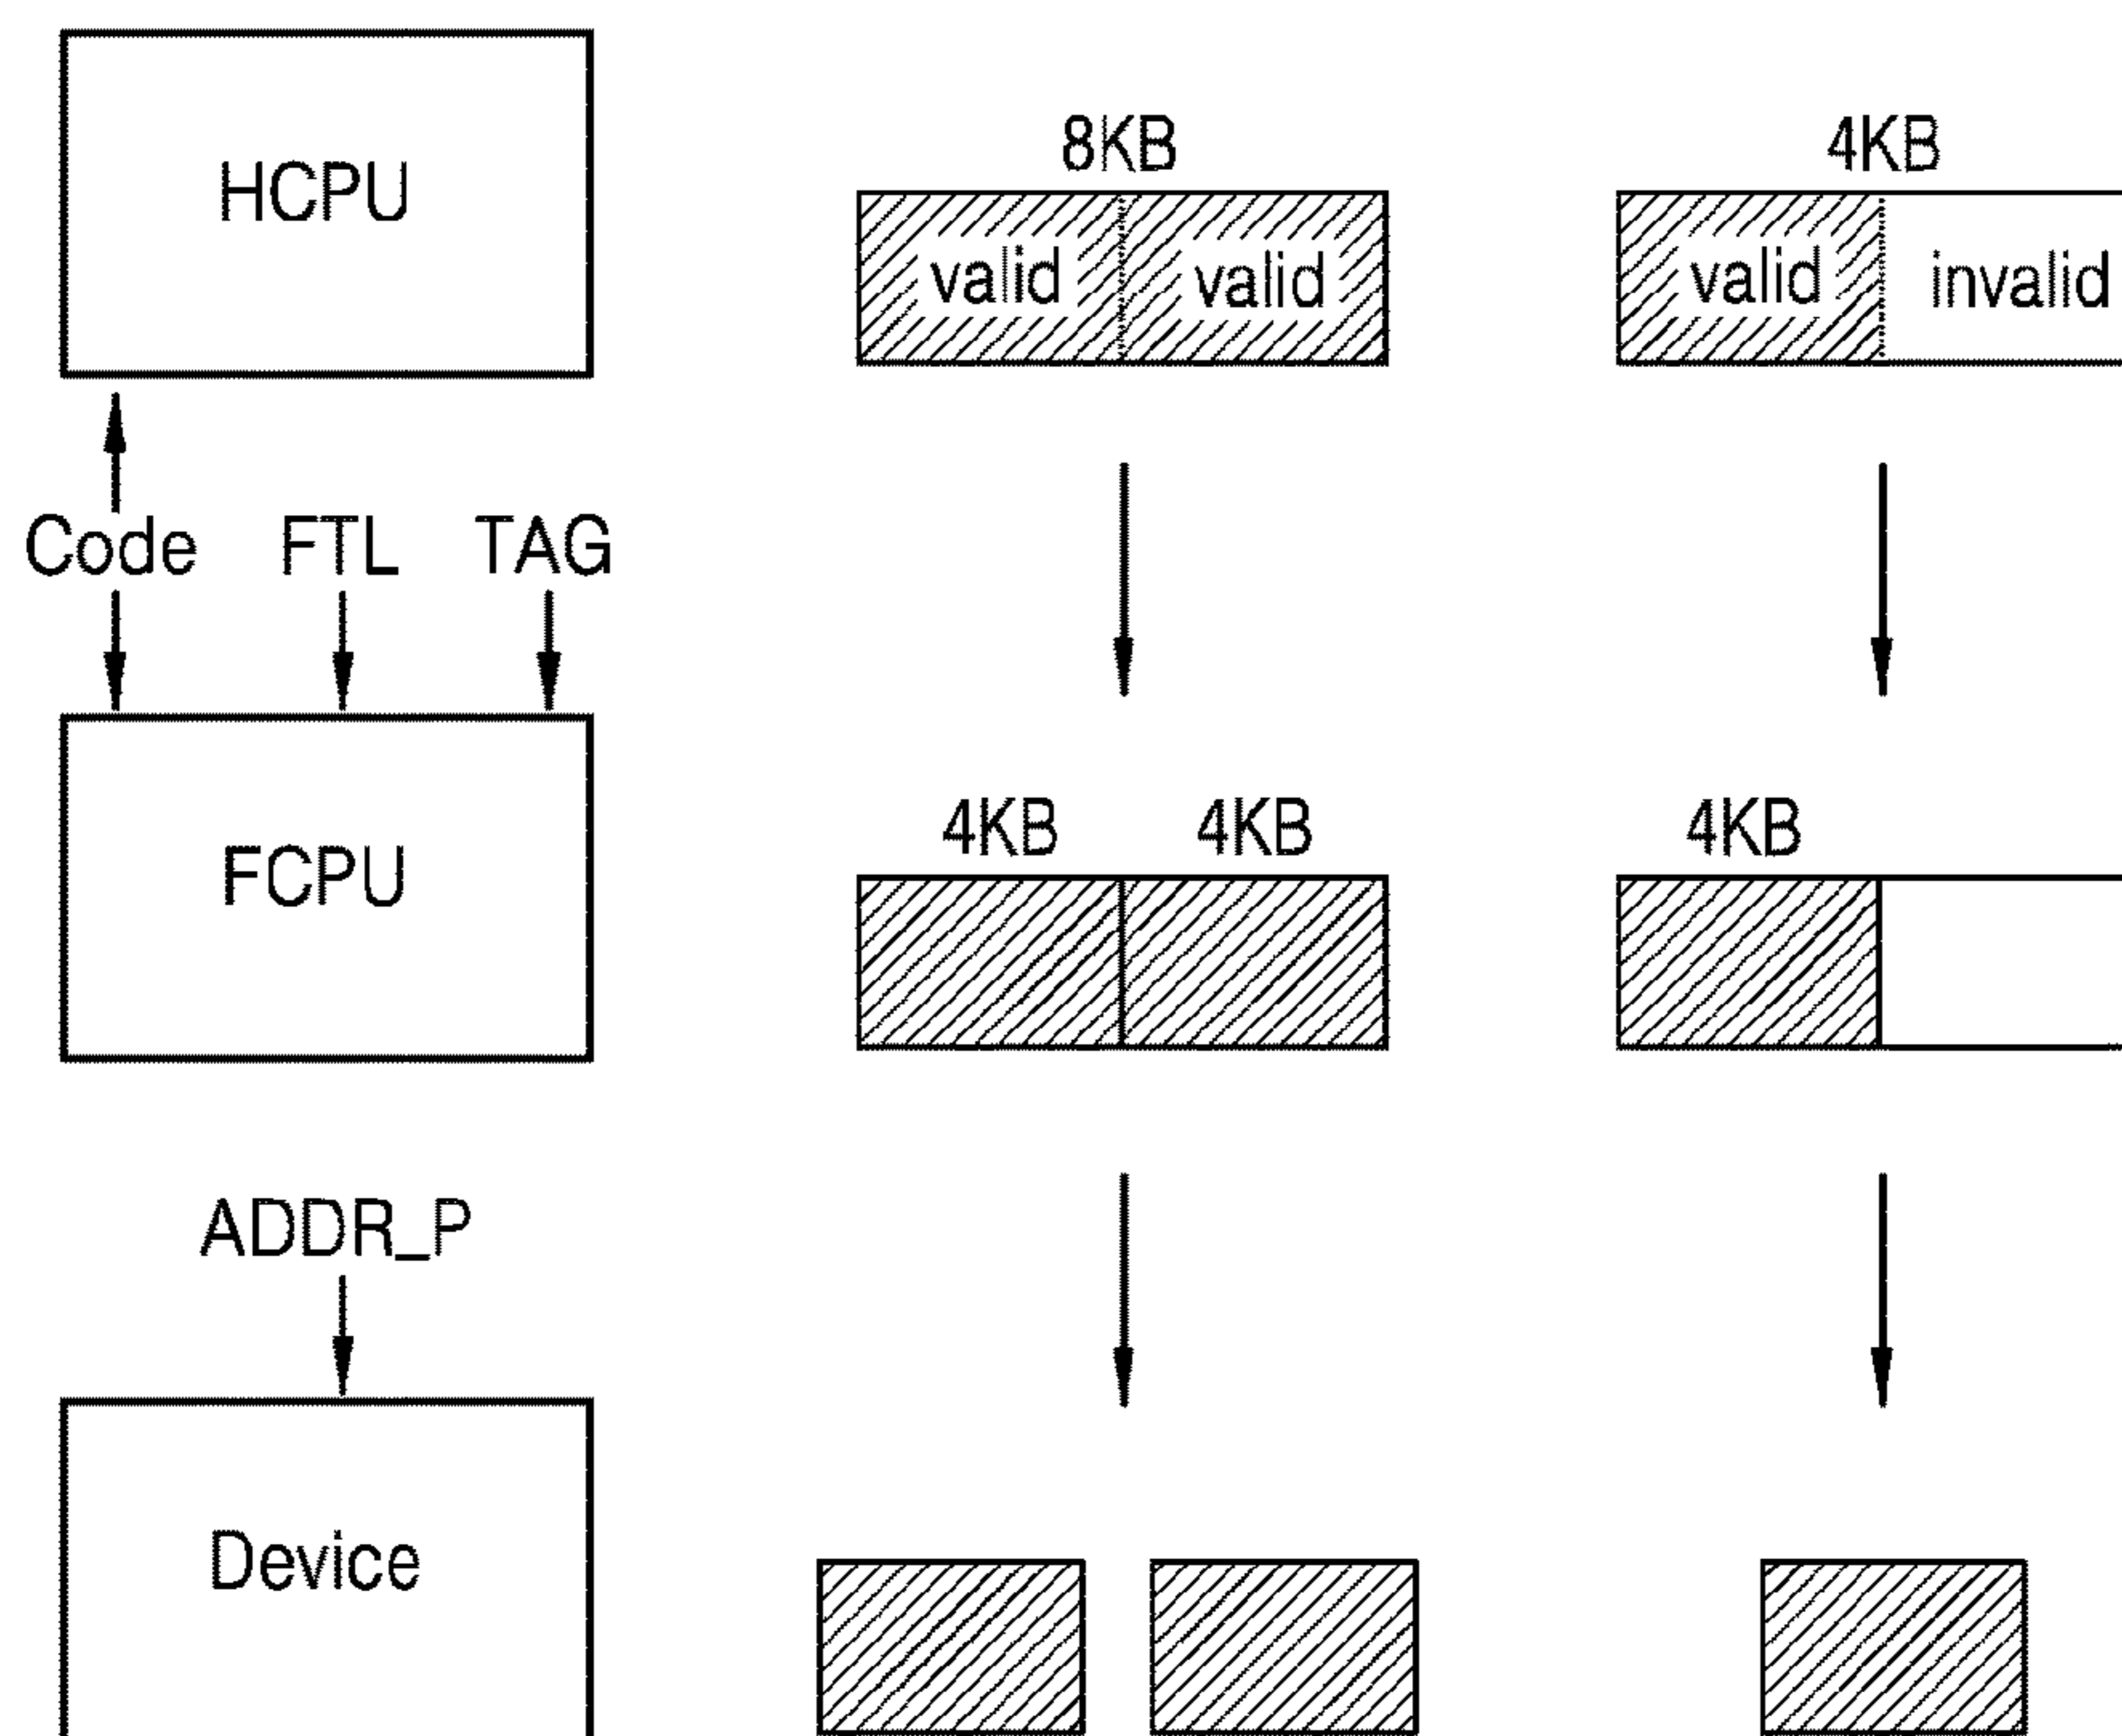 HCPU
8KB
4KB
valid
valid
valid
invalid
Code
FTL
TAG
FCPU
4KB
4KB
4KB
ADDR_P
Device